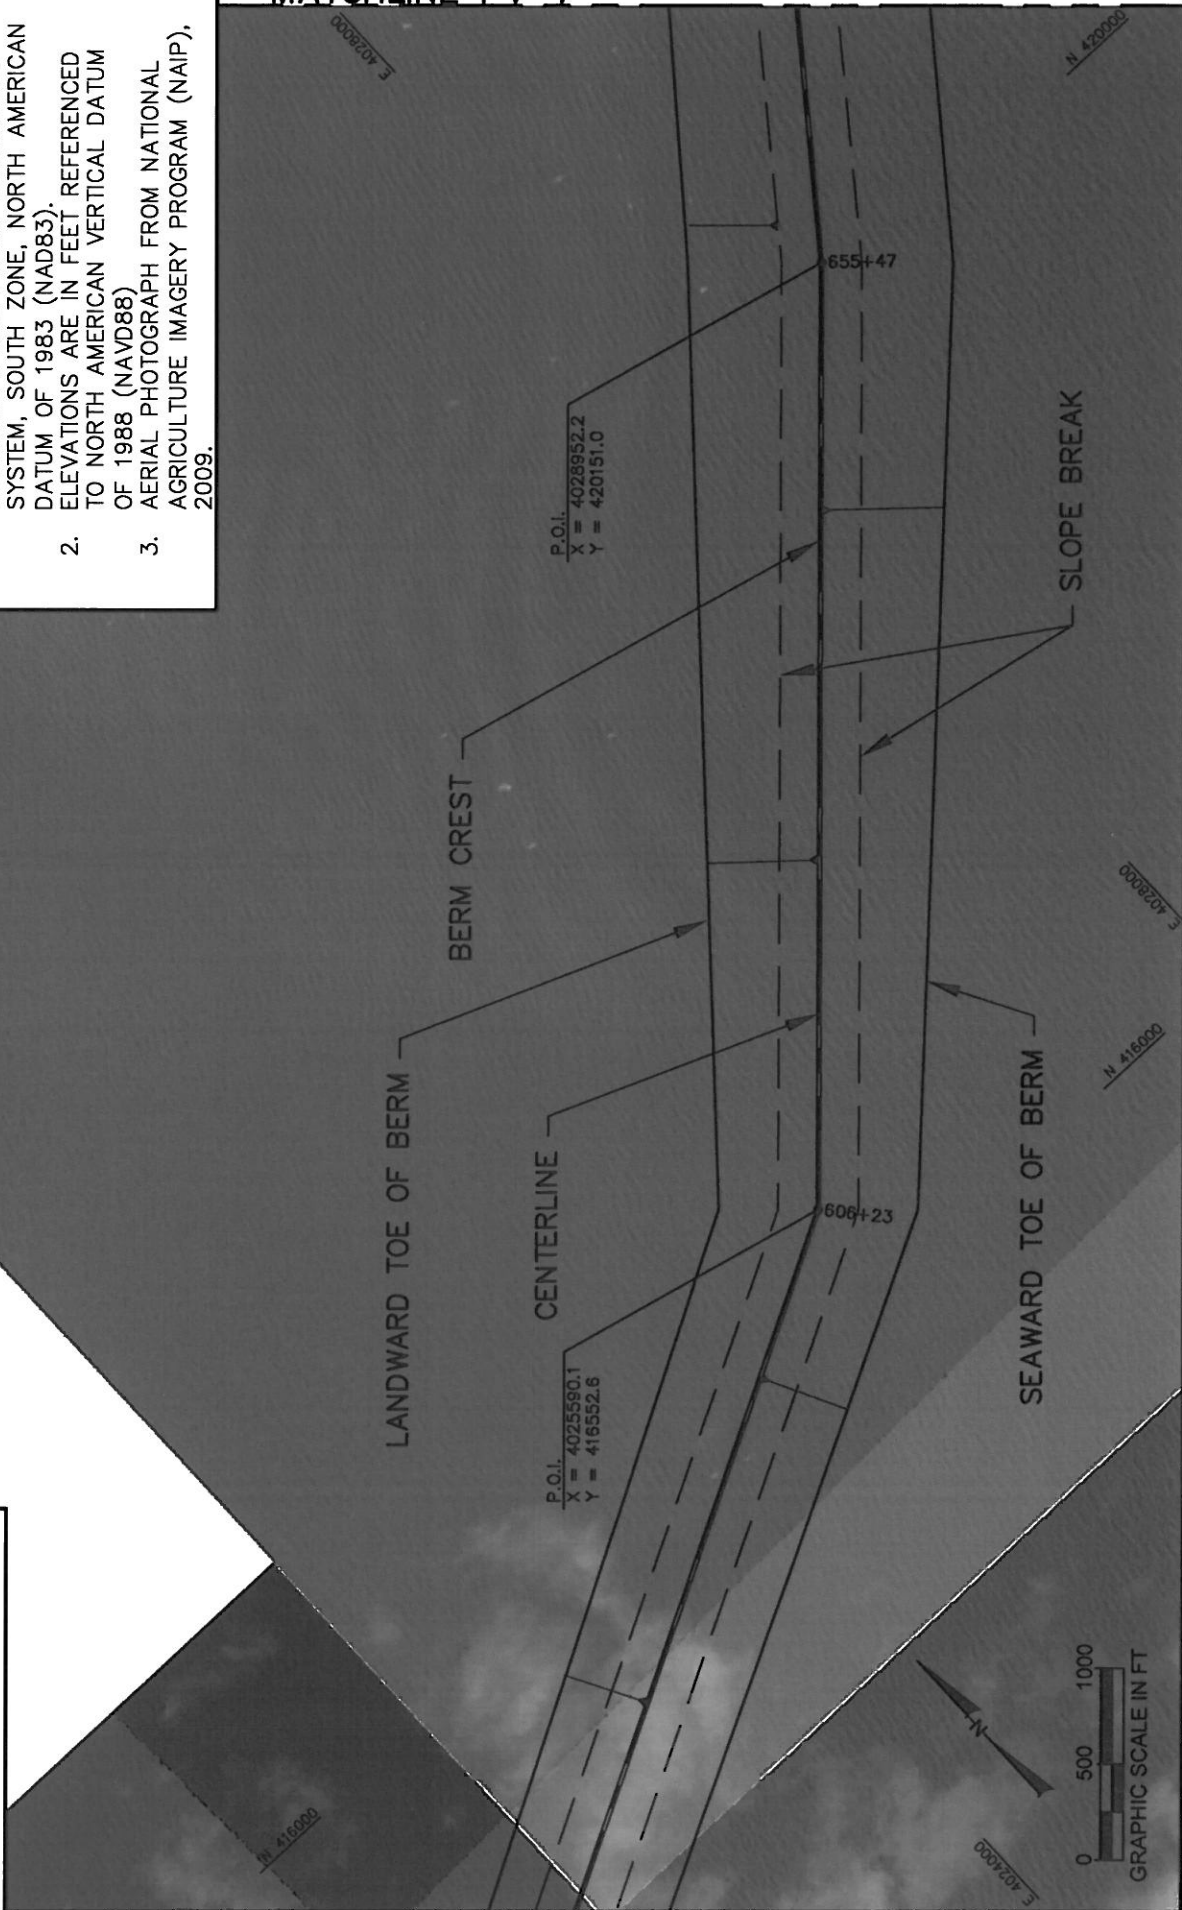 SYSTEM, SOUTH ZONE, NORTH AMERICAN
DATUM OF 1983 (NAD83).
2. ELEVATIONS ARE IN FEET REFERENCED
TO NORTH AMERICAN VERTICAL DATUM
OF 1988 (NAVD88)
3. AERIAL PHOTOGRAPH FROM NATIONAL
AGRICULTURE IMAGERY PROGRAM (NAIP),
2009.
E 4028000
N 420000
655+47
P.O.I.
X = 4028952.2
Y = 420151.0
SLOPE BREAK
BERM CREST
LANDWARD TOE OF BERM
CENTERLINE
E 4028000
N 416000
606+23
P.O.I.
X = 4025590.1
Y = 416552.6
SEAWARD TOE OF BERM
N 416000
E 4024000
N
0 500 1000
GRAPHIC SCALE IN FT